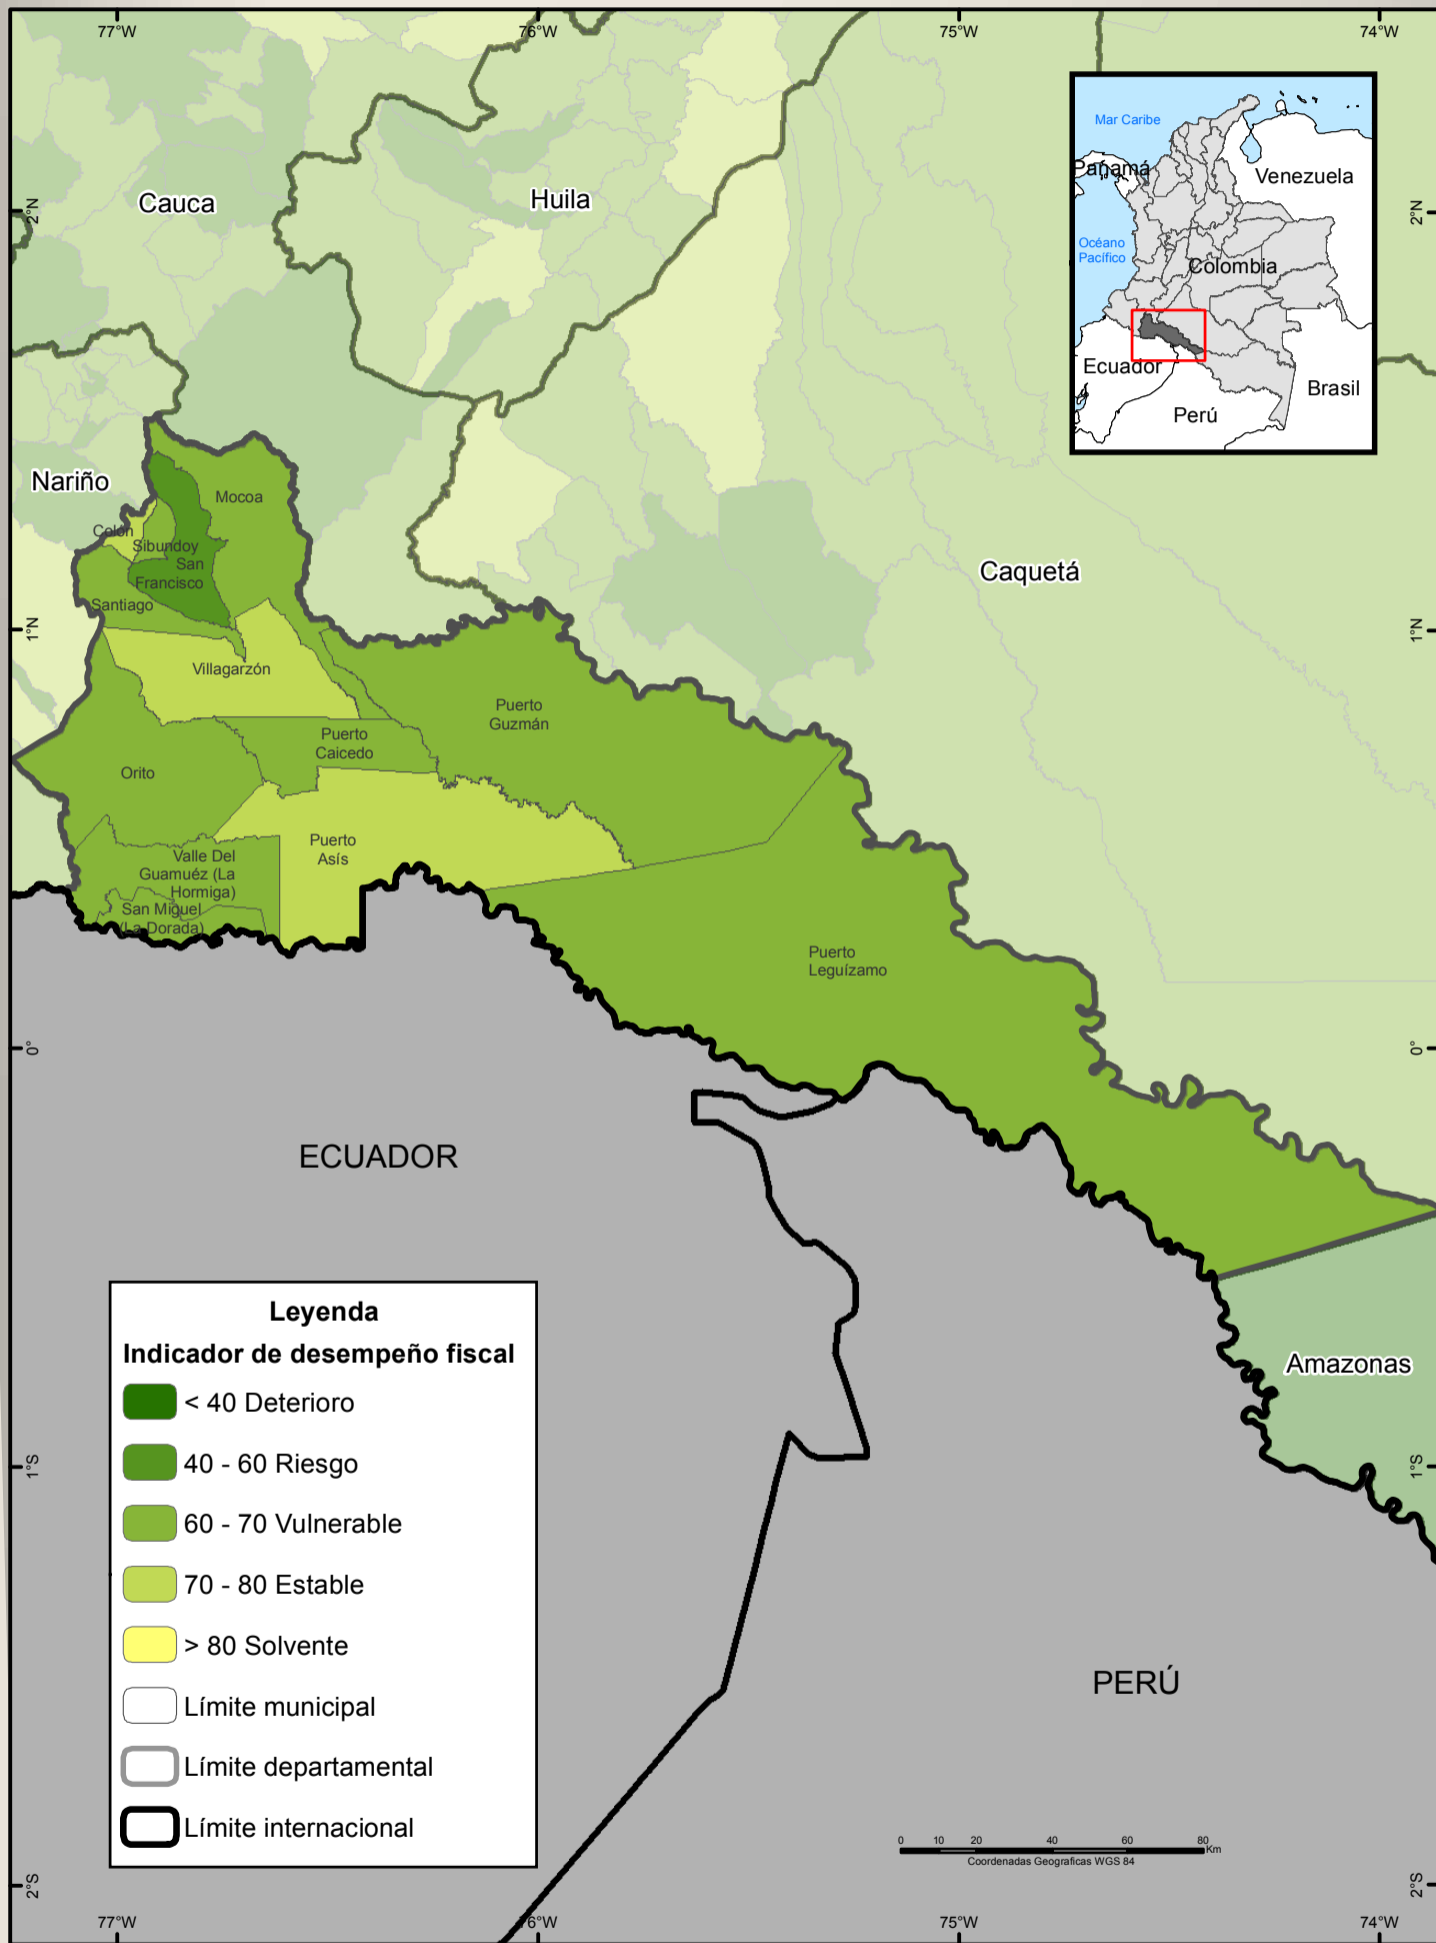 77°W
76°W
75°W
74°W
2°N
2°N
1°N
1°N
0°
0°
1°S
1°S
2°S
2°S
Mar Caribe
Panamá
Venezuela
Océano
Pacífico
Colombia
Ecuador
Perú
Brasil
Cauca
Huila
Nariño
Caquetá
Amazonas
Mocoa
Colón
Sibundoy
San
Francisco
Santiago
Villagarzón
Puerto
Guzmán
Puerto
Caicedo
Orito
Puerto
Asís
Valle Del
Guamuéz (La
Hormiga)
San Miguel
(La Dorada)
Puerto
Leguízamo
ECUADOR
PERÚ
Leyenda
Indicador de desempeño fiscal
< 40 Deterioro
40 - 60 Riesgo
60 - 70 Vulnerable
70 - 80 Estable
> 80 Solvente
Límite municipal
Límite departamental
Límite internacional
0 10 20 40 60 80
Km
Coordenadas Geograficas WGS 84
77°W
76°W
75°W
74°W